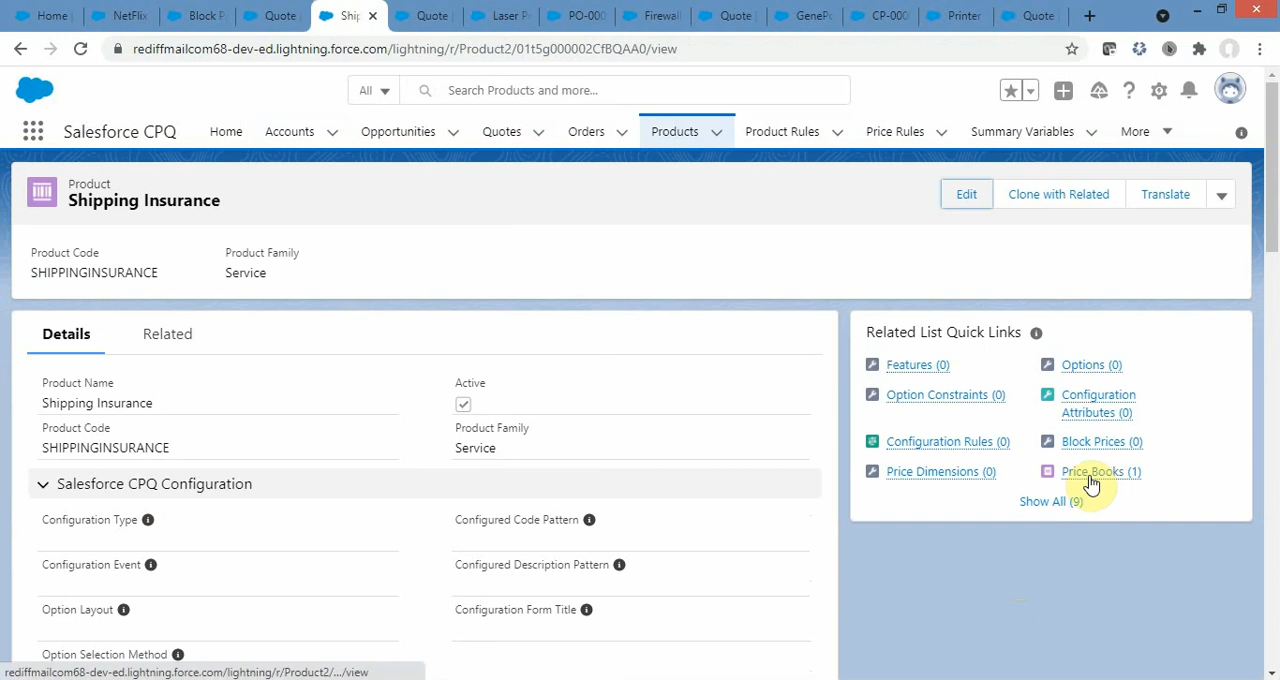 Home
NetFlix
Block P
Quote
Ship
Quote
Laser P
PO-000
Firewall
Quote
GenePo
CP-000
Printer
Quote
rediffmailcom68-dev-ed.lightning.force.com/lightning/r/Product2/01t5g000002CfBQAA0/view
All
Search Products and more...
Salesforce CPQ
Home
Accounts
Opportunities
Quotes
Orders
Products
Product Rules
Price Rules
Summary Variables
More
Product
Shipping Insurance
Edit
Clone with Related
Translate
Product Code
Product Family
SHIPPINGINSURANCE
Service
Details
Related
Product Name
Active
Shipping Insurance
Product Code
Product Family
SHIPPINGINSURANCE
Service
Salesforce CPQ Configuration
Configuration Type
Configured Code Pattern
Configuration Event
Configured Description Pattern
Option Layout
Configuration Form Title
Option Selection Method
Related List Quick Links
Features (0)
Options (0)
Option Constraints (0)
Configuration
Attributes (0)
Configuration Rules (0)
Block Prices (0)
Price Dimensions (0)
Price Books (1)
Show All (9)
rediffmailcom68-dev-ed.lightning.force.com/lightning/r/Product2/.../view